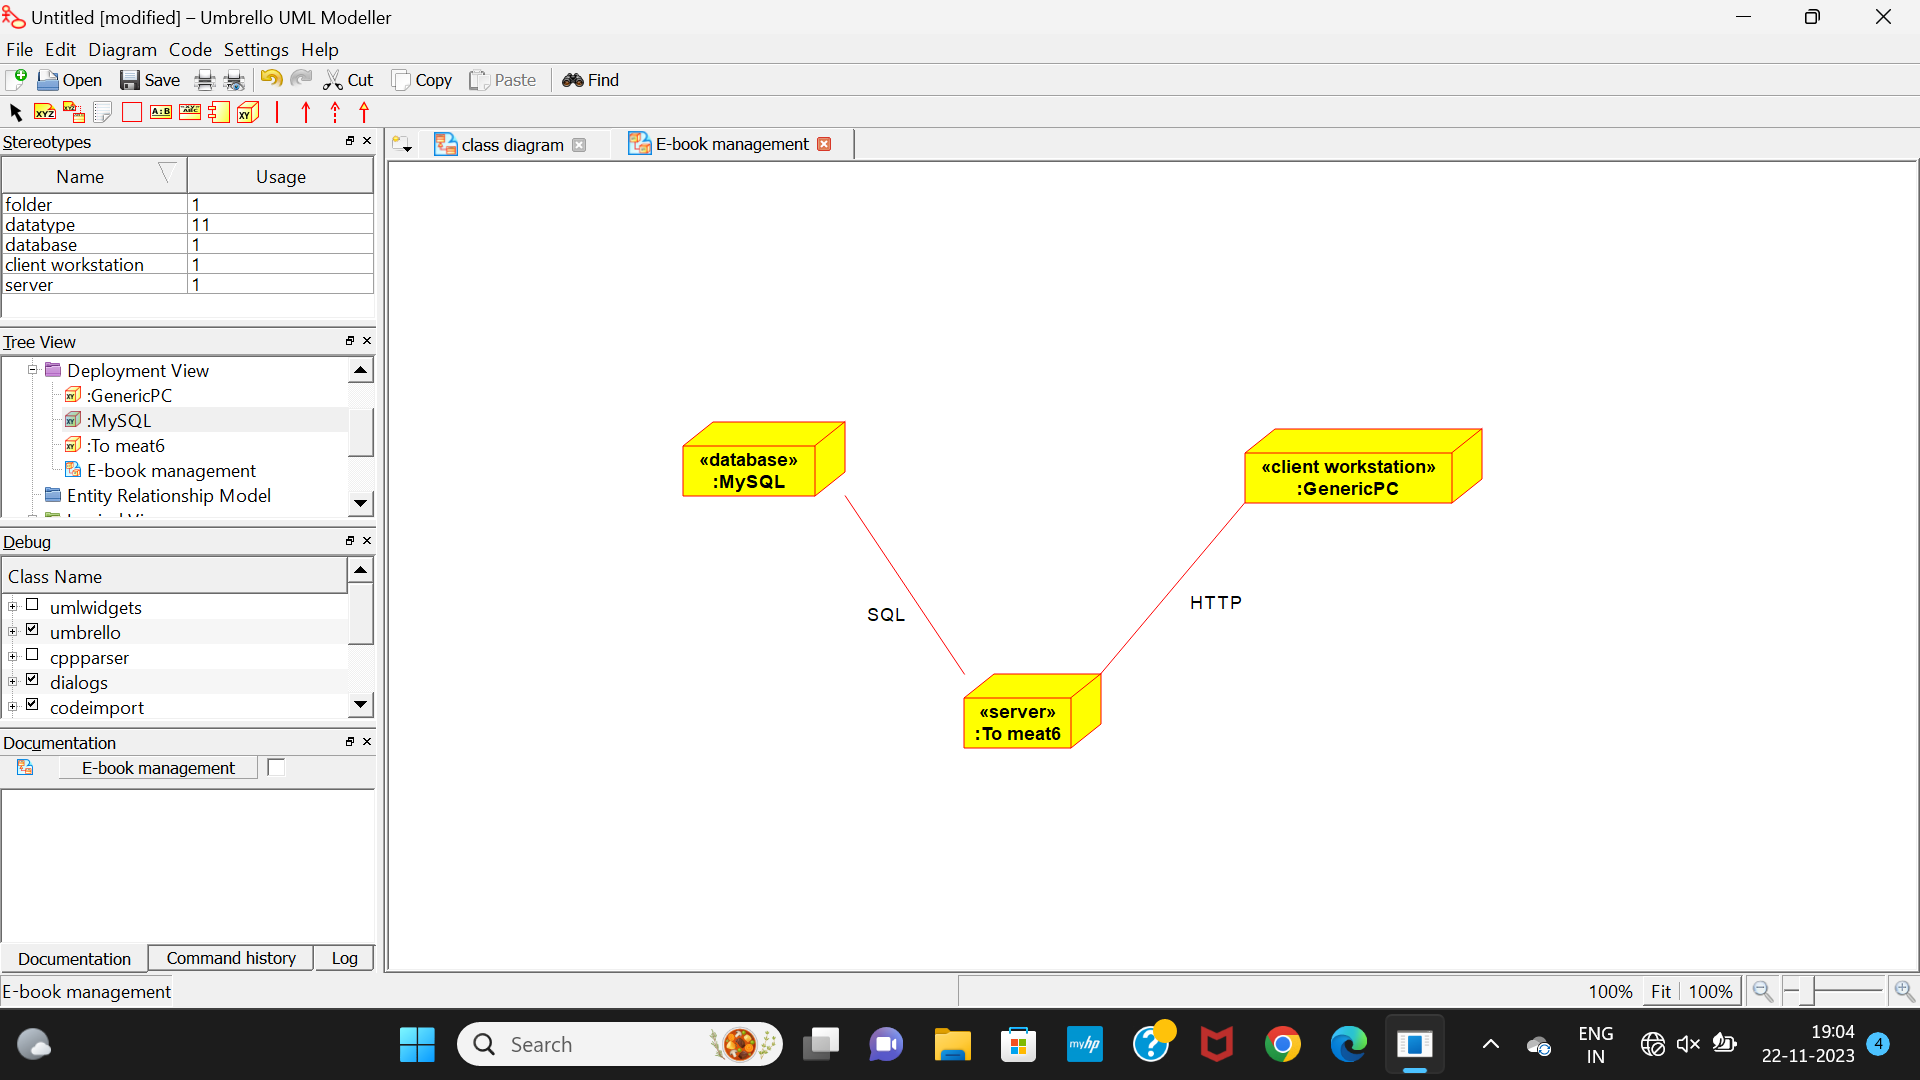 Untitled [modified] – Umbrello UML Modeller
File Edit Diagram Code Settings Help
Open Save Cut Copy Paste Find
XYZ A:B XY
Stereotypes
class diagram E-book management
Name Usage
folder 1
datatype 11
database 1
client workstation 1
server 1
Tree View
Deployment View
:GenericPC
:MySQL
:To meat6
E-book management
Entity Relationship Model
Debug
Class Name
umlwidgets
umbrello
cppparser
dialogs
codeimport
Documentation
E-book management
Documentation Command history Log
«database»
:MySQL
«client workstation»
:GenericPC
SQL
HTTP
«server»
:To meat6
E-book management
100% Fit 100%
Search
myhp
ENG
IN
19:04
22-11-2023
4